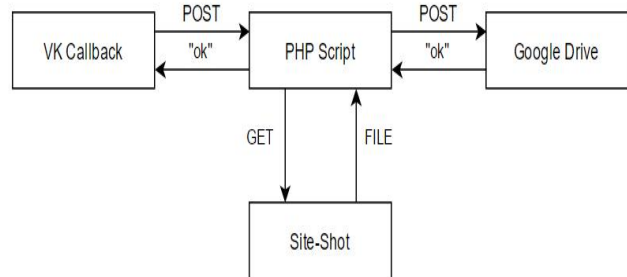 POST
POST
VK Callback
PHP Script
Google Drive
"ok"
"ok"
GET
FILE
Site-Shot